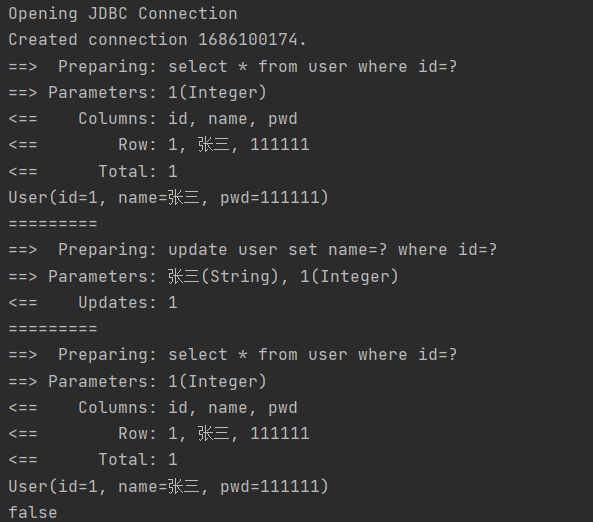 Opening JDBC Connection
Created connection 1686100174.
==>  Preparing: select * from user where id=?
==> Parameters: 1(Integer)
<==    Columns: id, name, pwd
<==        Row: 1, 张三, 111111
<==      Total: 1
User(id=1, name=张三, pwd=111111)
=========
==>  Preparing: update user set name=? where id=?
==> Parameters: 张三(String), 1(Integer)
<==    Updates: 1
=========
==>  Preparing: select * from user where id=?
==> Parameters: 1(Integer)
<==    Columns: id, name, pwd
<==        Row: 1, 张三, 111111
<==      Total: 1
User(id=1, name=张三, pwd=111111)
false